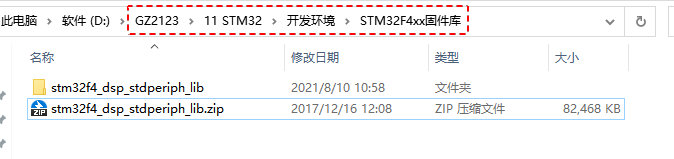 此电脑 > 软件 (D:) > GZ2123 > 11 STM32 > 开发环境 > STM32F4xx固件库
名称 修改日期 类型 大小
stm32f4_dsp_stdperiph_lib 2021/8/10 10:58 文件夹
stm32f4_dsp_stdperiph_lib.zip 2017/12/16 12:08 ZIP 压缩文件 82,468 KB